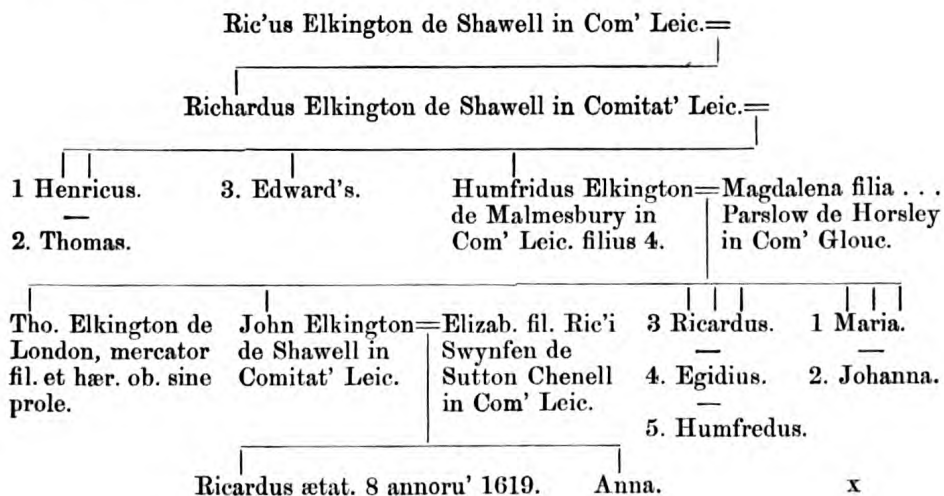 Ric'us Elkington de Shawell in Com' Leic.=
Richardus Elkington de Shawell in Comitat' Leic.=
1 Henricus.
2. Thomas.
3. Edward's.
Humfridus Elkington=Magdalena filia . . .
de Malmesbury in
Com' Leic. filius 4.
Parslow de Horsley
in Com' Glouc.
Tho. Elkington de
London, mercator
fil. et hær. ob. sine
prole.
John Elkington=Elizab. fil. Ric'i
de Shawell in
Comitat' Leic.
Swynfen de
Sutton Chenell
in Com' Leic.
3 Ricardus.
4. Egidius.
5. Humfredus.
1 Maria.
2. Johanna.
Ricardus ætat. 8 annoru' 1619.
Anna.
x